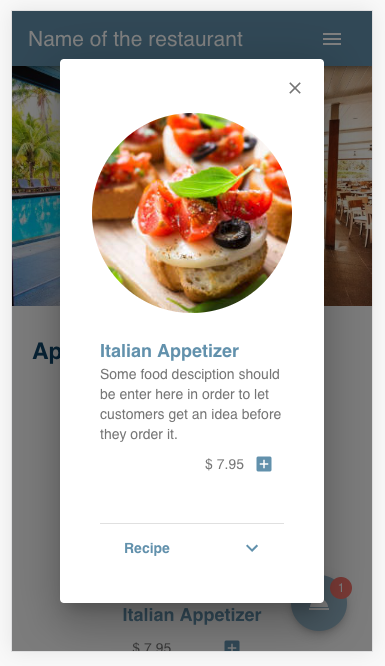 Name of the restaurant
Ap
Italian Appetizer
Some food desciption should
be enter here in order to let
customers get an idea before
they order it.
$ 7.95
Recipe
1
Italian Appetizer
$ 7.95